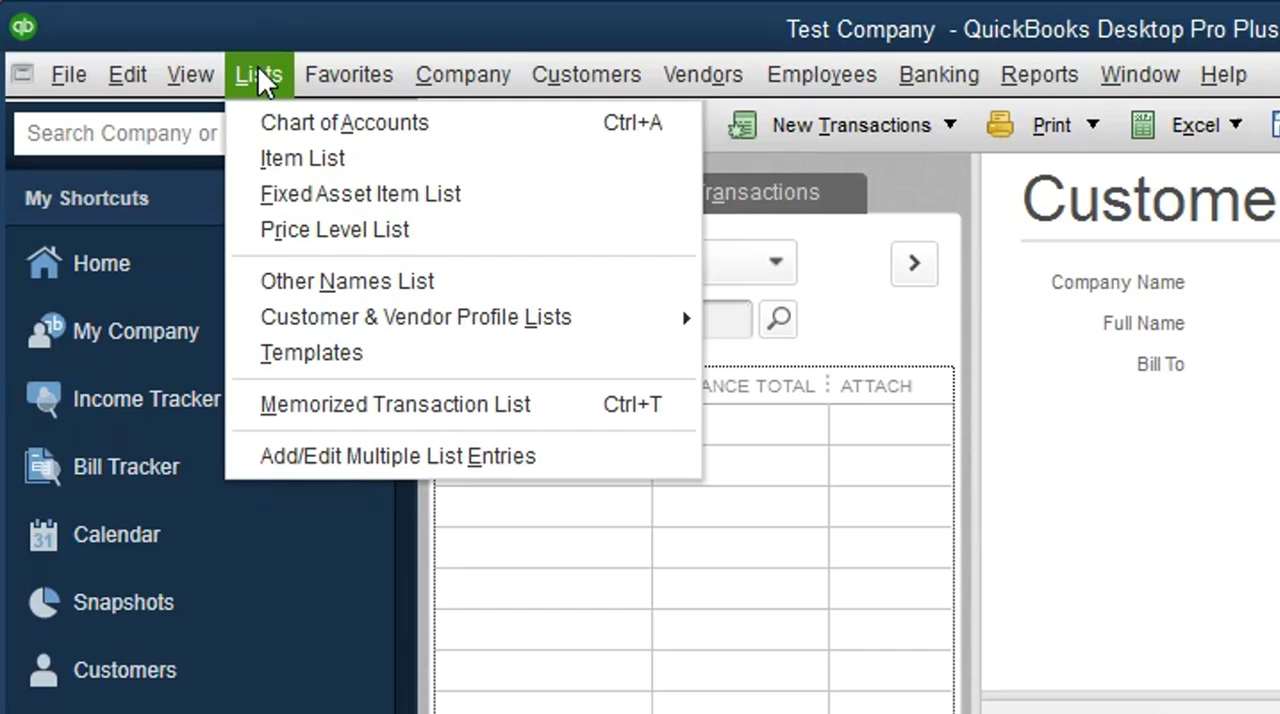 qb
Test Company - QuickBooks Desktop Pro Plus
File Edit View Lists Favorites Company Customers Vendors Employees Banking Reports Window Help
Search Company or
Chart of Accounts Ctrl+A
New Transactions Print Excel
Item List
Fixed Asset Item List
Price Level List
Other Names List
Customer & Vendor Profile Lists
Templates
Memorized Transaction List Ctrl+T
Add/Edit Multiple List Entries
My Shortcuts
Home
My Company
Income Tracker
Bill Tracker
31 Calendar
Snapshots
Customers
ransactions
ANCE TOTAL ATTACH
Custome
Company Name
Full Name
Bill To